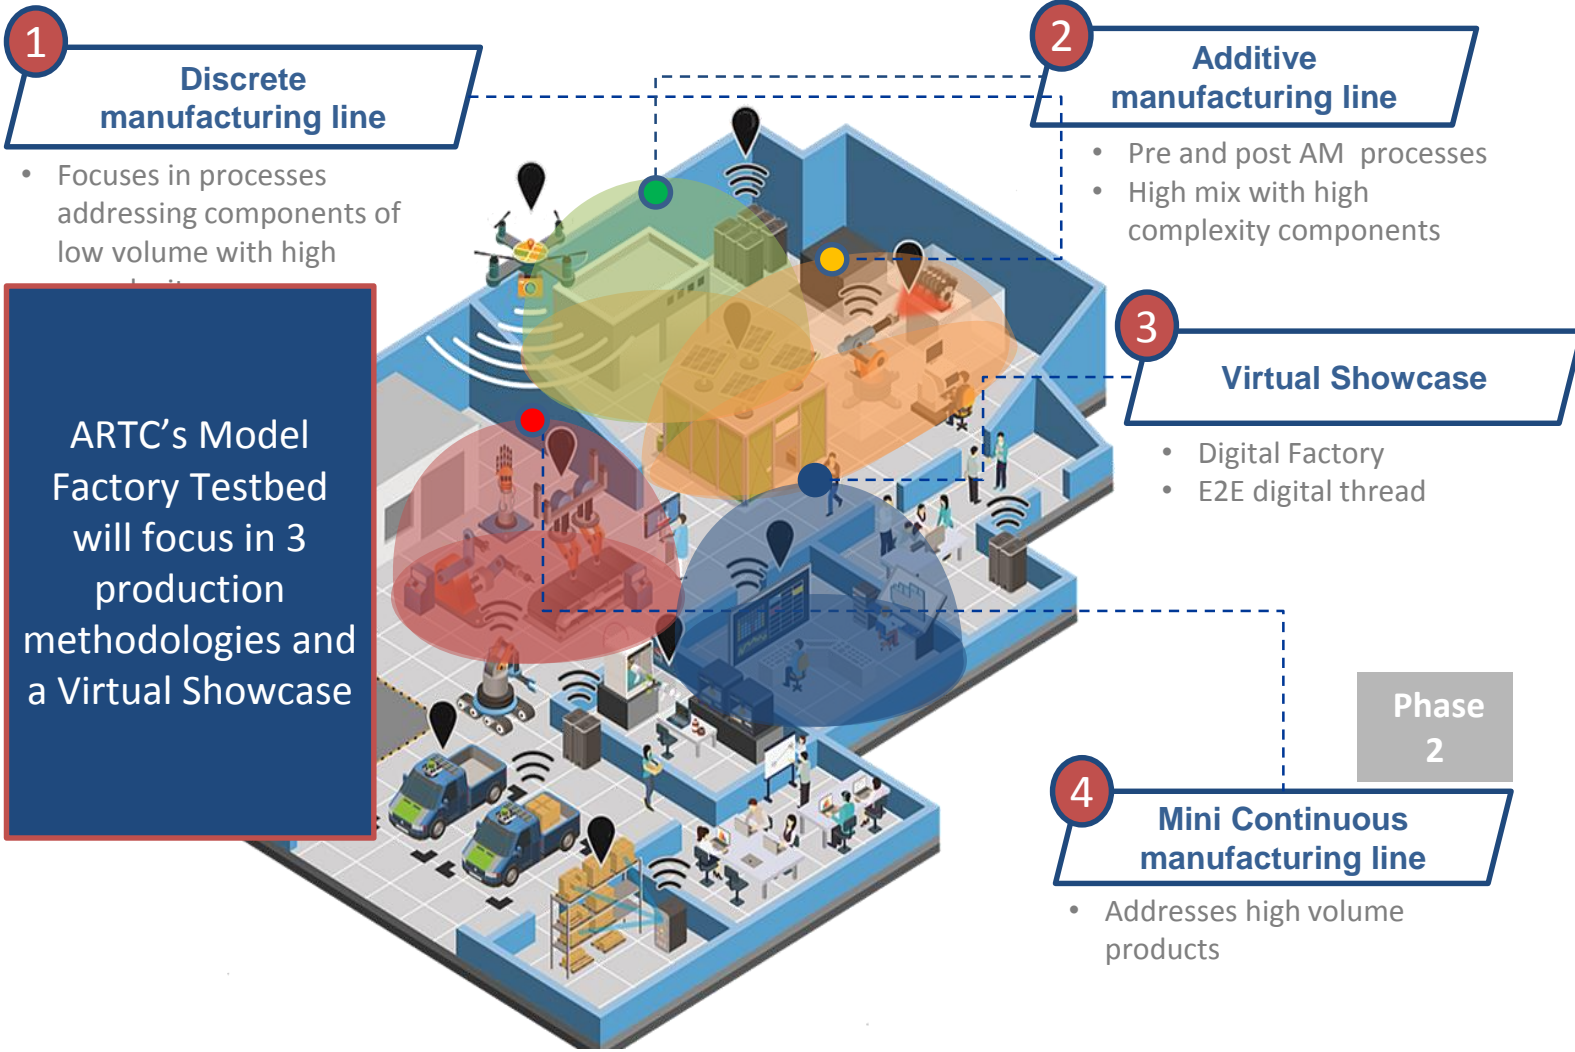 1
Discrete
manufacturing line
• Focuses in processes
addressing components of
low volume with high
ARTC’s Model
Factory Testbed
will focus in 3
production
methodologies and
a Virtual Showcase
2
Additive
manufacturing line
• Pre and post AM processes
• High mix with high
complexity components
3
Virtual Showcase
• Digital Factory
• E2E digital thread
Phase
2
4
Mini Continuous
manufacturing line
• Addresses high volume
products